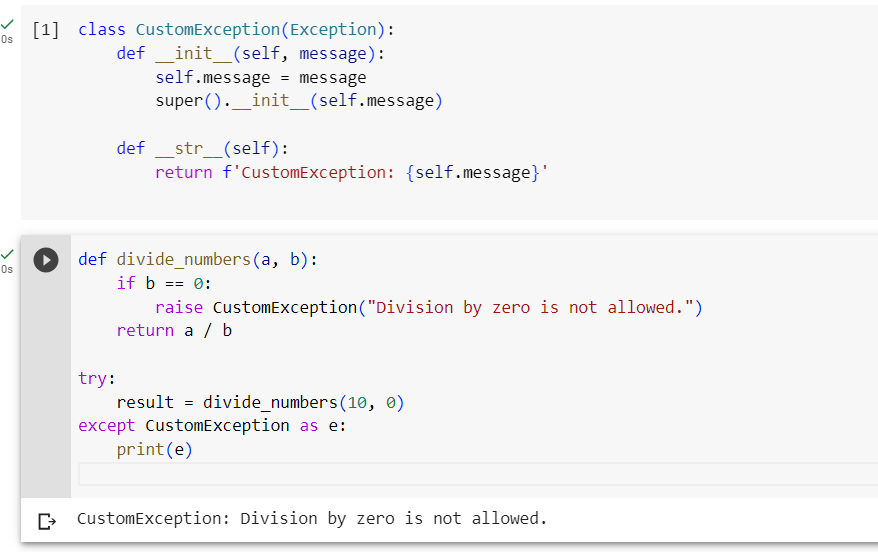 [1] class CustomException(Exception):
    def __init__(self, message):
        self.message = message
        super().__init__(self.message)
    def __str__(self):
        return f'CustomException: {self.message}'
0s
def divide_numbers(a, b):
    if b == 0:
        raise CustomException("Division by zero is not allowed.")
    return a / b
0s
try:
    result = divide_numbers(10, 0)
except CustomException as e:
    print(e)
CustomException: Division by zero is not allowed.